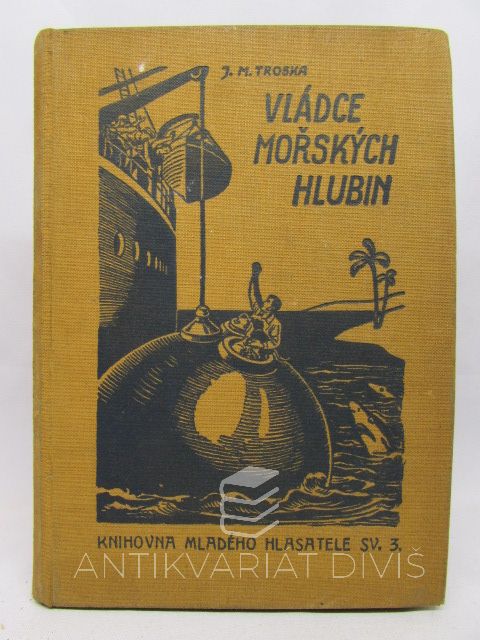 J. M. TROSKA
VLÁDCE
MOŘSKÝCH
HLUBIN
KNIHOVNA MLADÉHO HLASATELE SV. 3.
ANTIKVARIÁT DIVIŠ